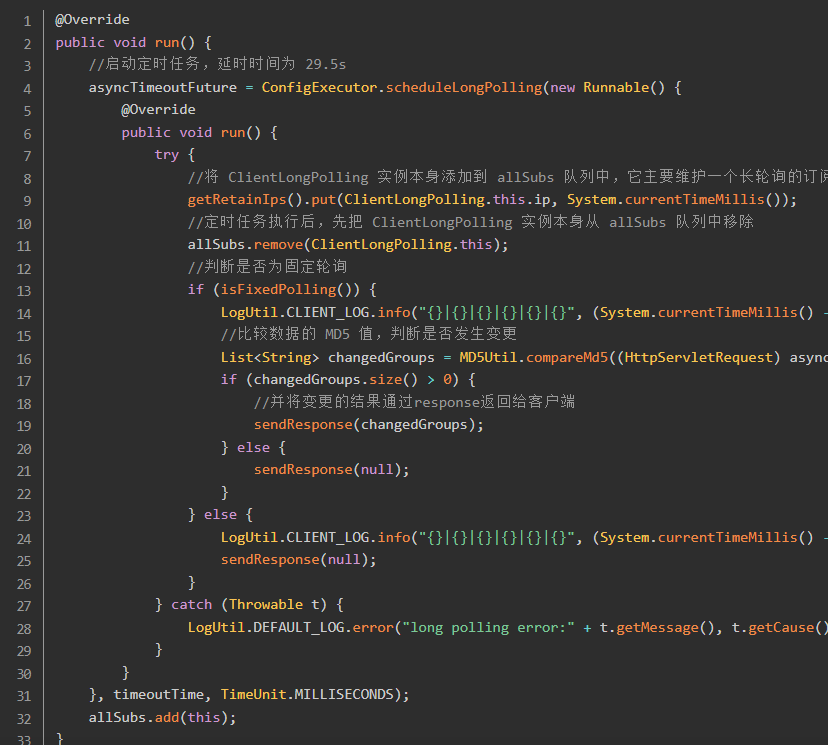 1 @Override
2 public void run() {
3 //启动定时任务，延时时间为 29.5s
4 asyncTimeoutFuture = ConfigExecutor.scheduleLongPolling(new Runnable() {
5 @Override
6 public void run() {
7 try {
8 //将 ClientLongPolling 实例本身添加到 allSubs 队列中，它主要维护一个长轮询的订阅
9 getRetainIps().put(ClientLongPolling.this.ip, System.currentTimeMillis());
10 //定时任务执行后，先把 ClientLongPolling 实例本身从 allSubs 队列中移除
11 allSubs.remove(ClientLongPolling.this);
12 //判断是否为固定轮询
13 if (isFixedPolling()) {
14 LogUtil.CLIENT_LOG.info("{}|{}|{}|{}|{}|{}", (System.currentTimeMillis() -
15 //比较数据的 MD5 值，判断是否发生变更
16 List<String> changedGroups = MD5Util.compareMd5((HttpServletRequest) async
17 if (changedGroups.size() > 0) {
18 //并将变更的结果通过response返回给客户端
19 sendResponse(changedGroups);
20 } else {
21 sendResponse(null);
22 }
23 } else {
24 LogUtil.CLIENT_LOG.info("{}|{}|{}|{}|{}|{}", (System.currentTimeMillis() -
25 sendResponse(null);
26 }
27 } catch (Throwable t) {
28 LogUtil.DEFAULT_LOG.error("long polling error:" + t.getMessage(), t.getCause()
29 }
30 }
31 }, timeoutTime, TimeUnit.MILLISECONDS);
32 allSubs.add(this);
33 }